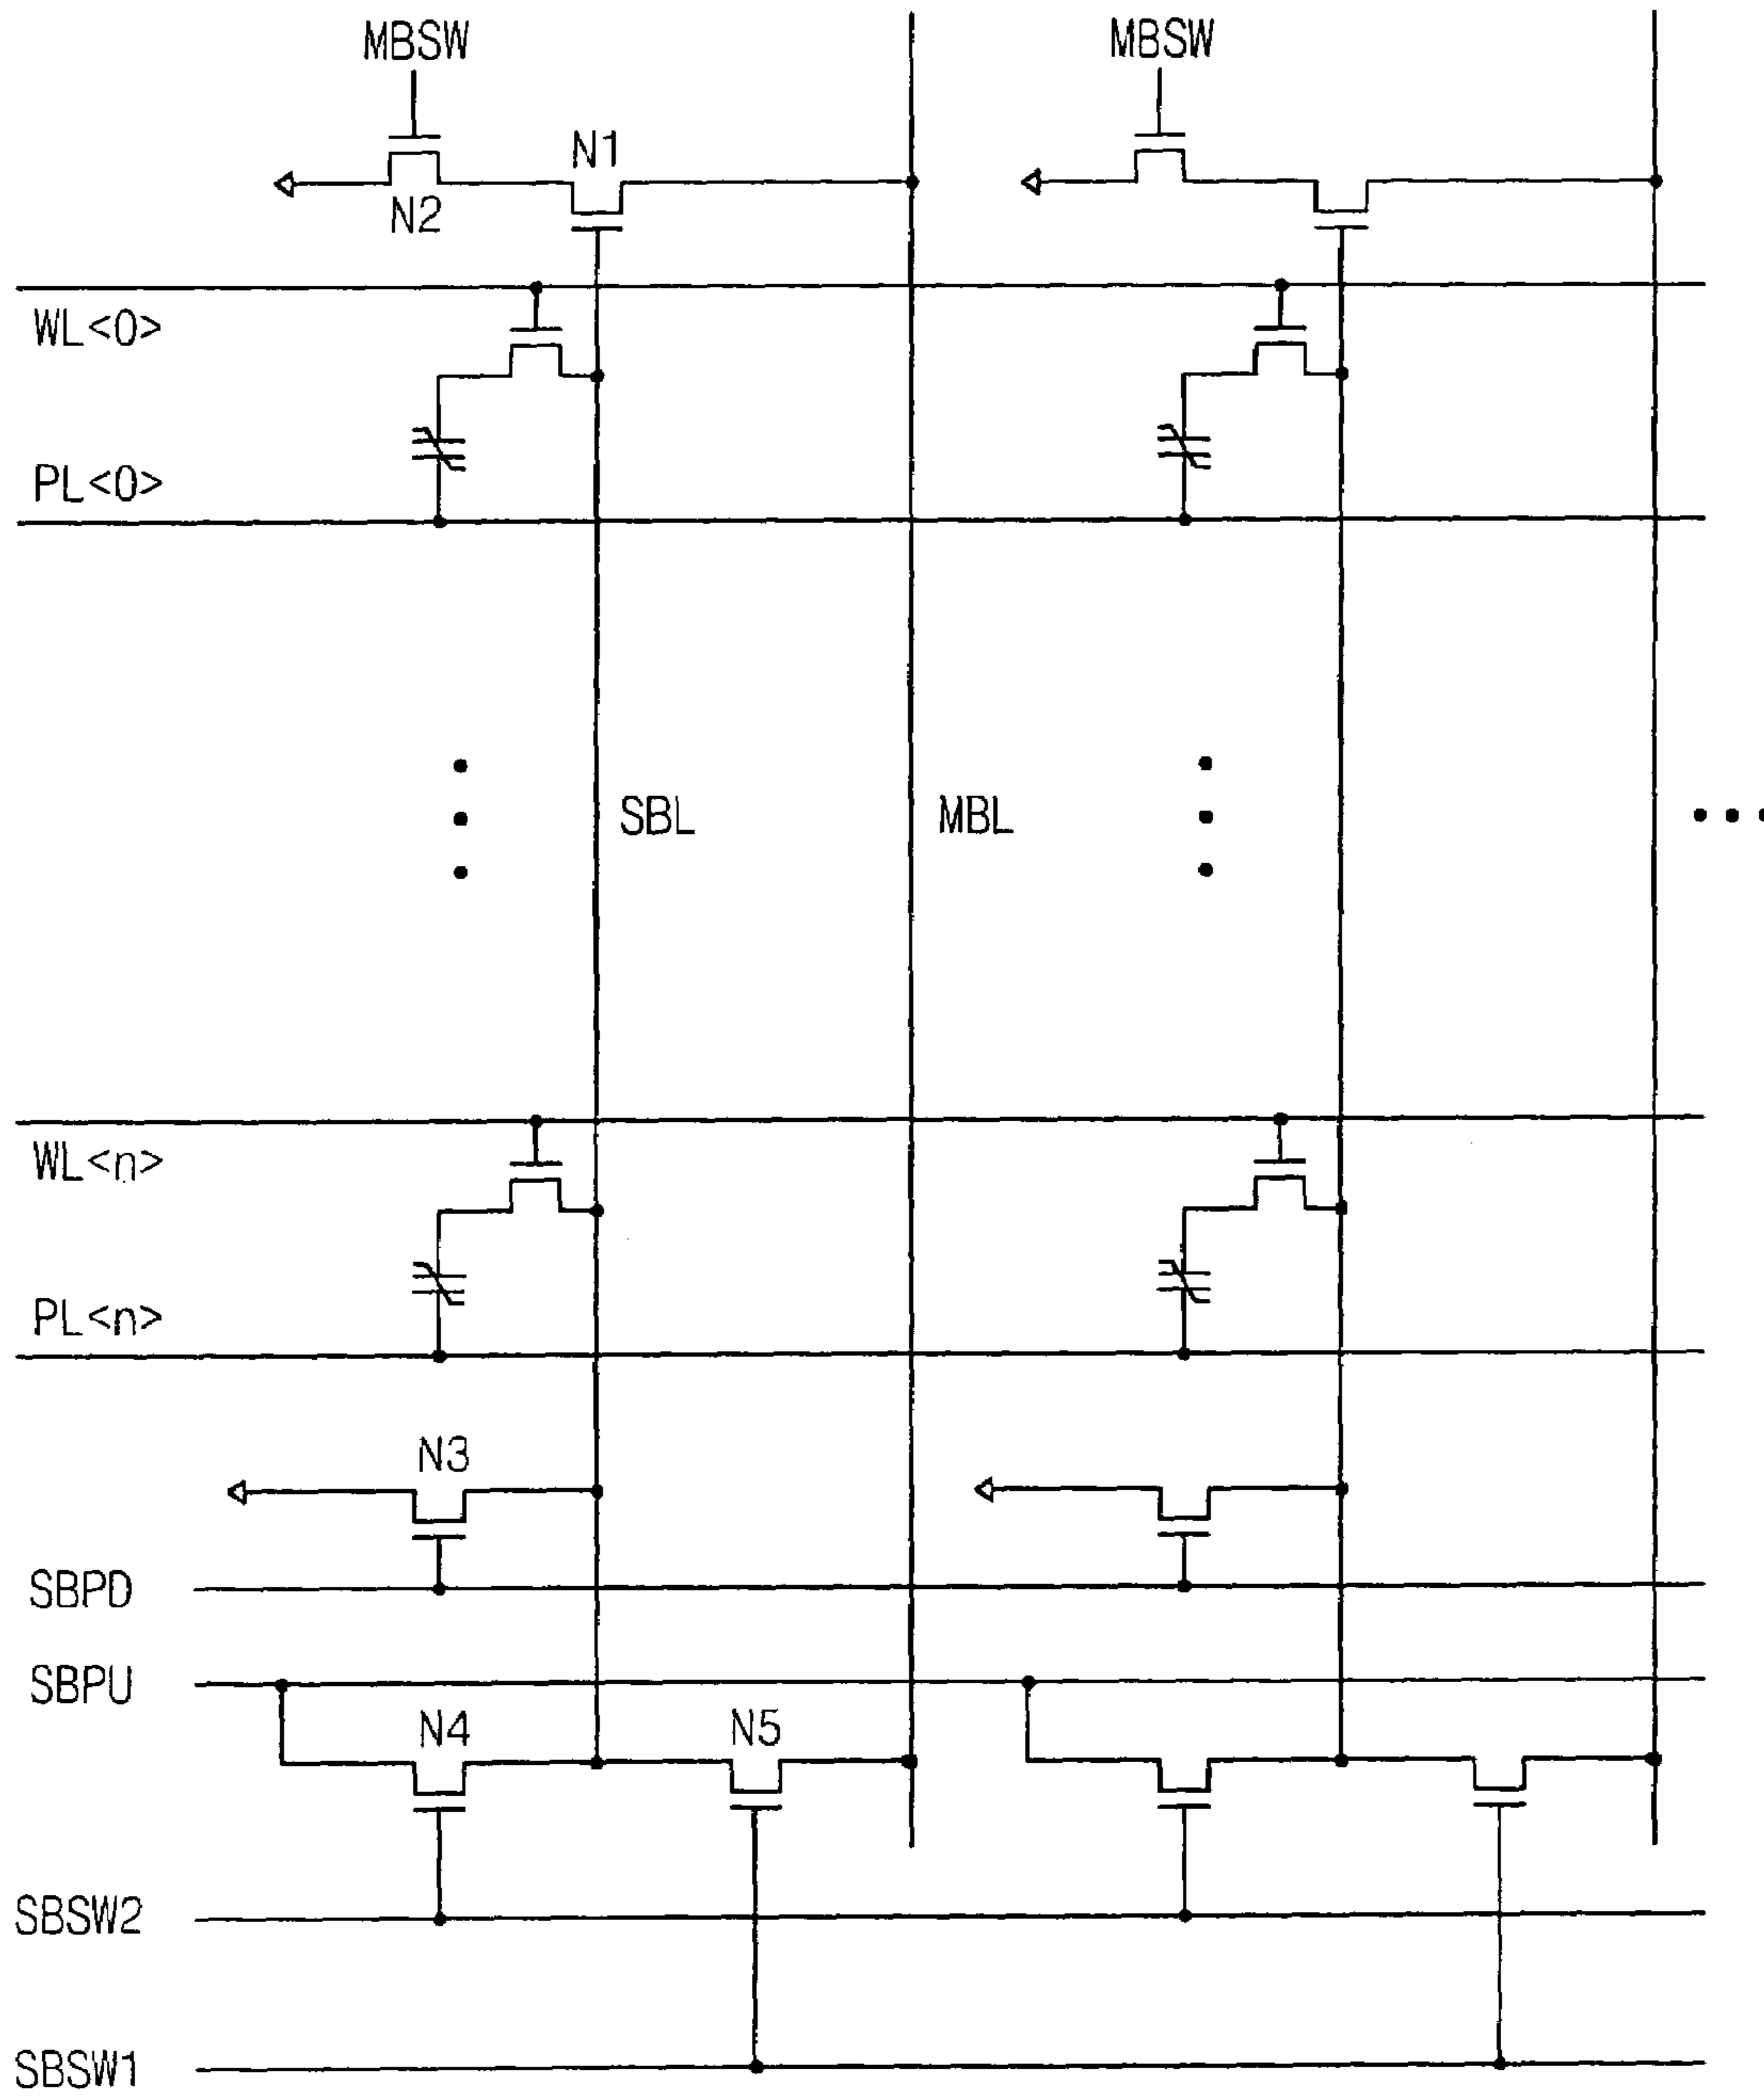 MBSW MBSW
N1
N2
WL<0>
PL<0>
SBL MBL
WL<n>
PL<n>
N3
SBPD
SBPU
N4 N5
SBSW2
SBSW1